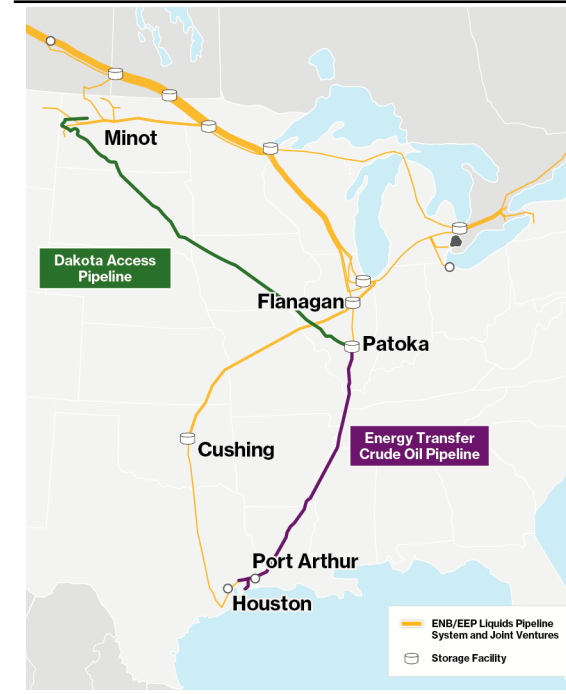 Minot
Dakota Access
Pipeline
Flanagan
Patoka
Energy Transfer
Crude Oil Pipeline
Cushing
Port Arthur
Houston
ENB/EEP Liquids Pipeline
System and Joint Ventures
Storage Facility